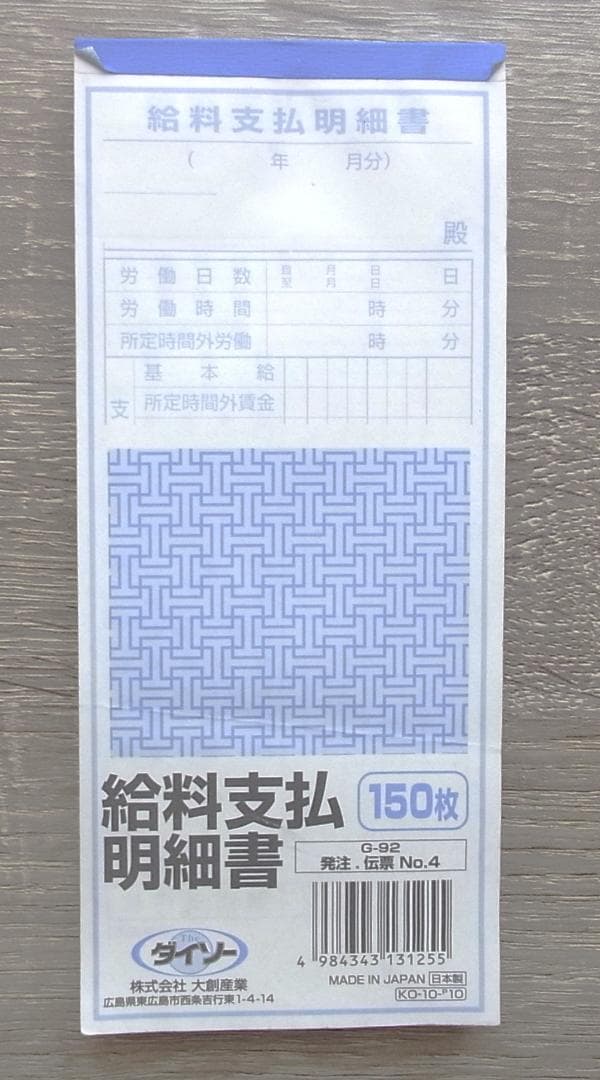 給料支払明細書
（　　　年　　月分）
殿
労働日数 自 月 日 至 月 日 日
労働時間 時 分
所定時間外労働 時 分
基本給
支 所定時間外賃金
給料支払
明細書
150枚
G-92
発注．伝票 No.4
4 984343 131255
The
ダイソー
MADE IN JAPAN 日本製
株式会社 大創産業
KO-10-P10
広島県東広島市西条吉行東1-4-14